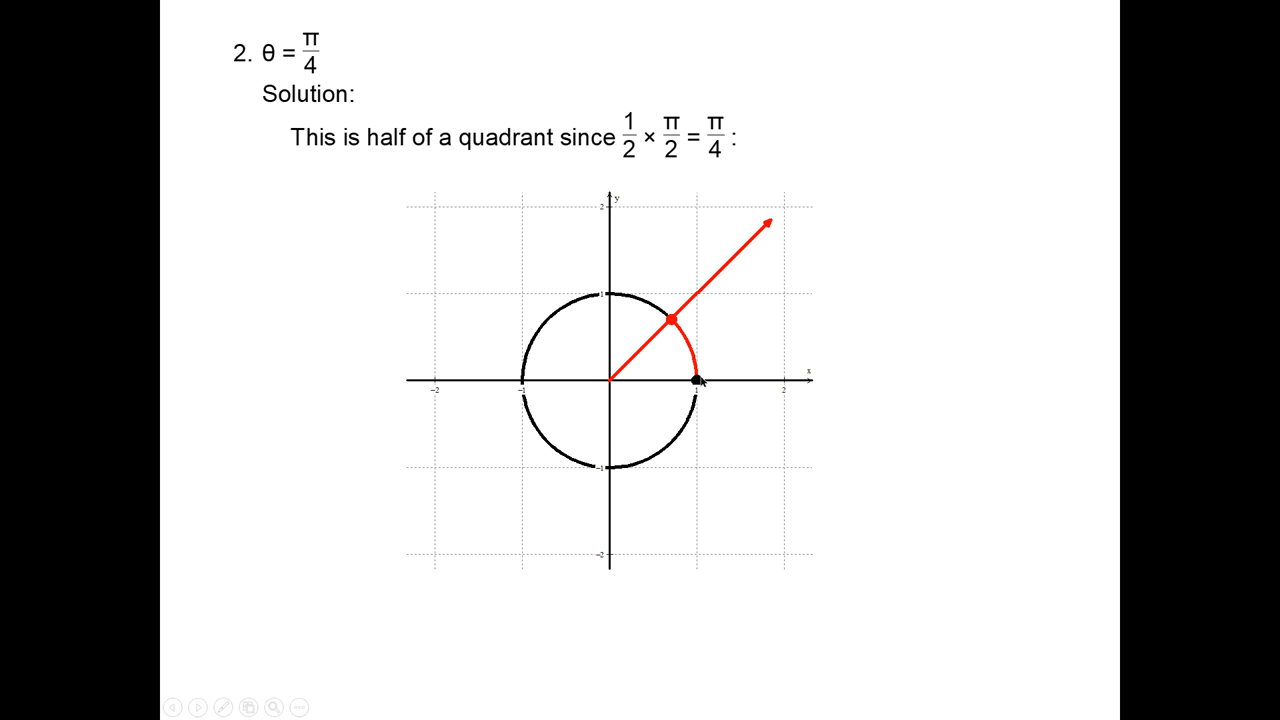 2. θ = π/4
Solution:
This is half of a quadrant since 1/2 × π/2 = π/4 :
y
2
1
x
-2
-1
1
2
-1
-2